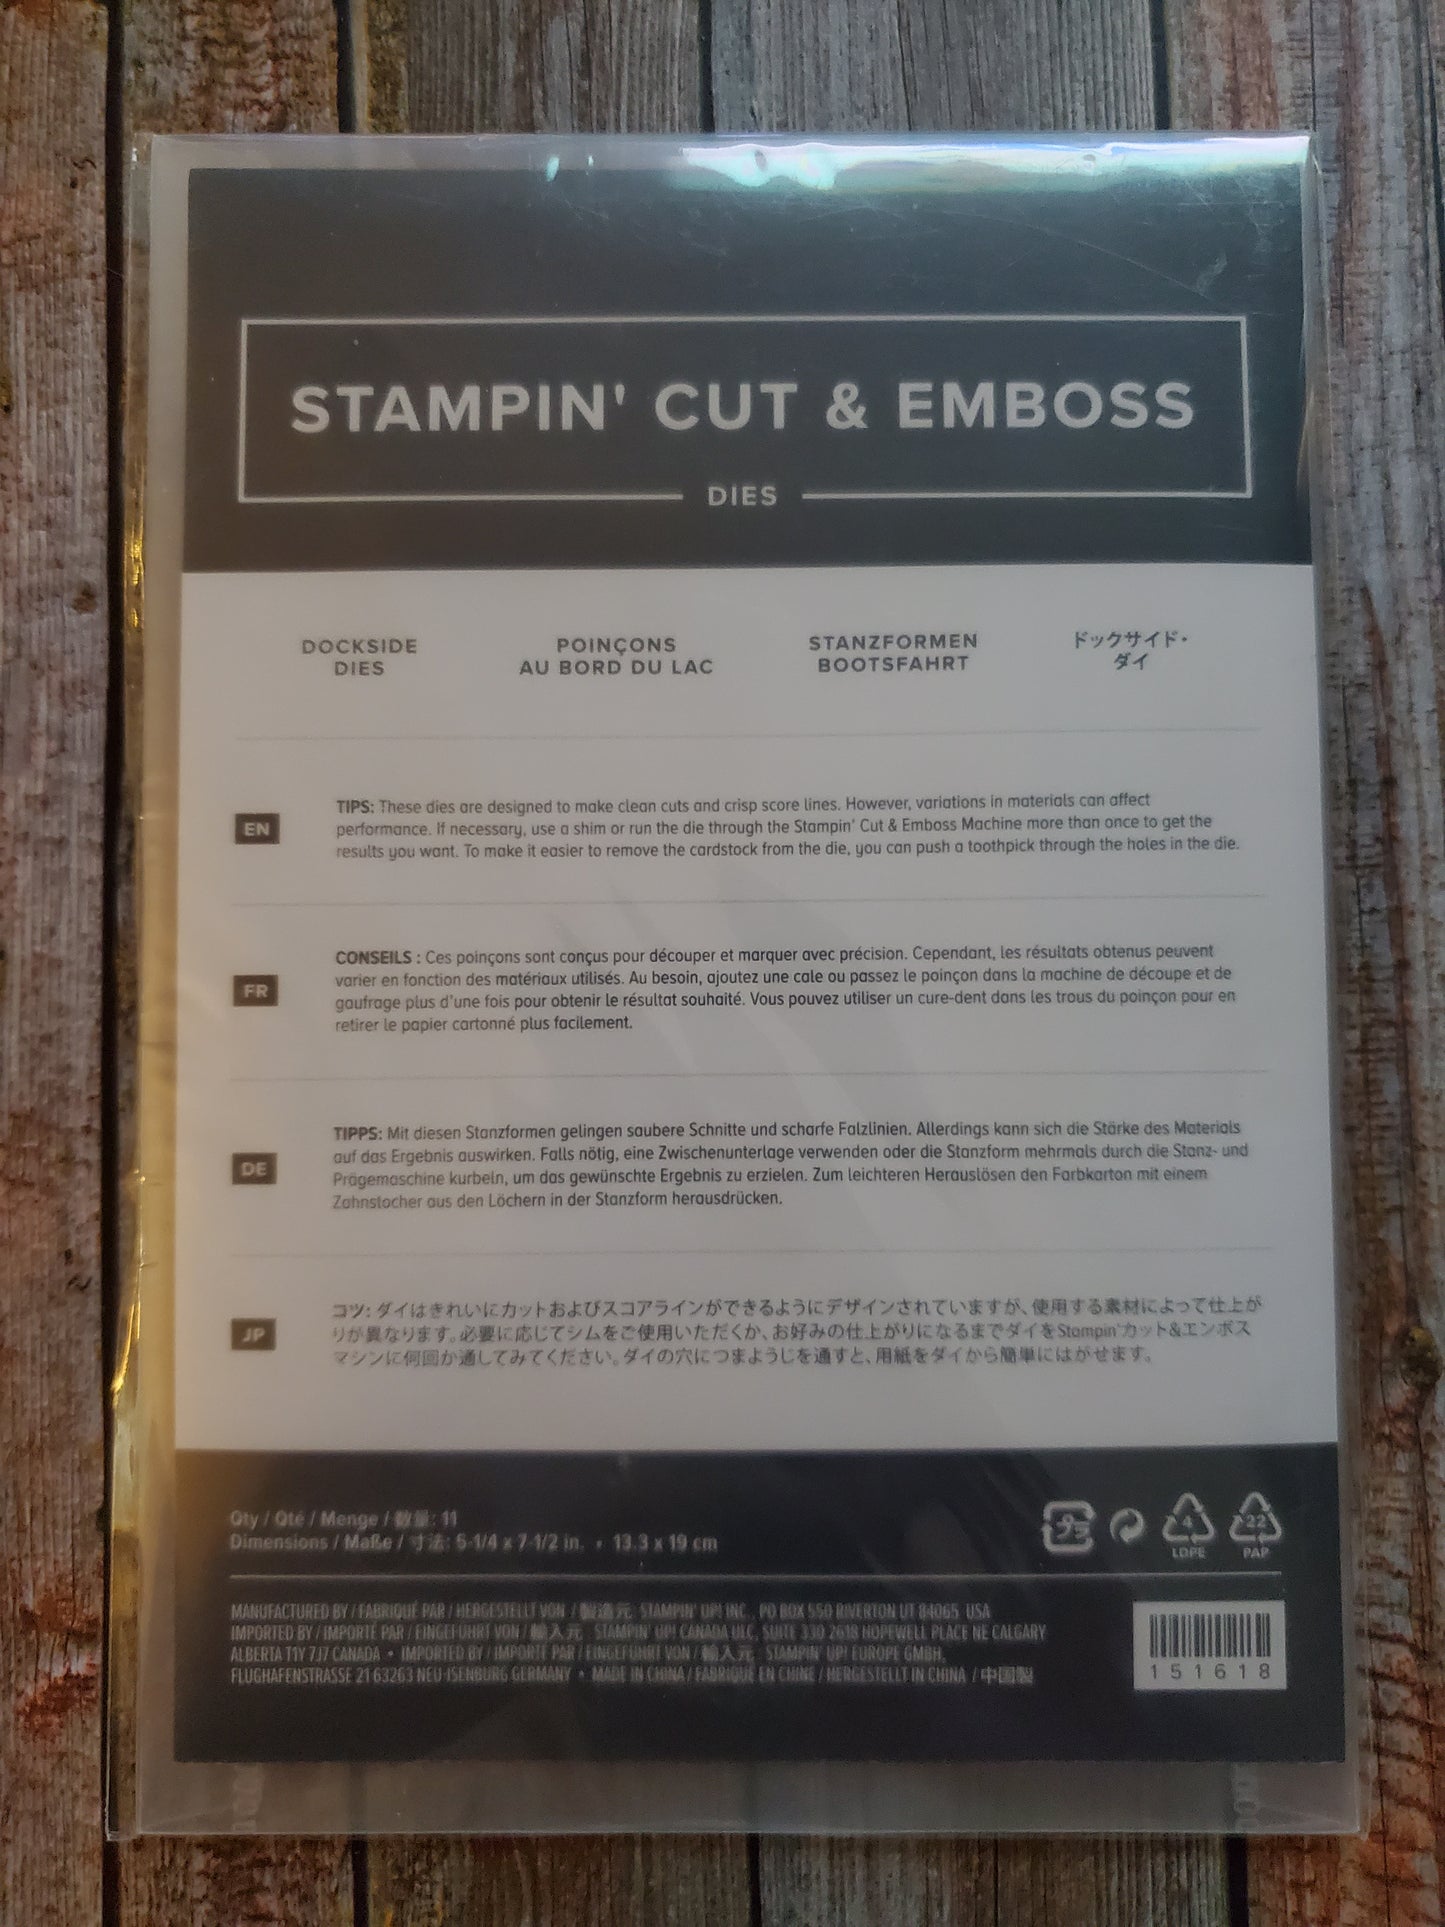 STAMPIN' CUT & EMBOSS
DIES
DOCKSIDE
DIES
POINÇONS
AU BORD DU LAC
STANZFORMEN
BOOTSFAHRT
ドックサイド・
ダイ
EN
TIPS: These dies are designed to make clean cuts and crisp score lines. However, variations in materials can affect
performance. If necessary, use a shim or run the die through the Stampin' Cut & Emboss Machine more than once to get the
results you want. To make it easier to remove the cardstock from the die, you can push a toothpick through the holes in the die.
FR
CONSEILS : Ces poinçons sont conçus pour découper et marquer avec précision. Cependant, les résultats obtenus peuvent
varier en fonction des matériaux utilisés. Au besoin, ajoutez une cale ou passez le poinçon dans la machine de découpe et de
gaufrage plus d'une fois pour obtenir le résultat souhaité. Vous pouvez utiliser un cure-dent dans les trous du poinçon pour en
retirer le papier cartonné plus facilement.
DE
TIPPS: Mit diesen Stanzformen gelingen saubere Schnitte und scharfe Falzlinien. Allerdings kann sich die Stärke des Materials
auf das Ergebnis auswirken. Falls nötig, eine Zwischenunterlage verwenden oder die Stanzform mehrmals durch die Stanz- und
Prägemaschine kurbeln, um das gewünschte Ergebnis zu erzielen. Zum leichteren Herauslösen den Farbkarton mit einem
Zahnstocher aus den Löchern in der Stanzform herausdrücken.
JP
コツ: ダイはきれいにカットおよびスコアラインができるようにデザインされていますが、使用する素材によって仕上が
りが異なります。必要に応じてシムをご使用いただくか、お好みの仕上がりになるまでダイをStampin'カット&エンボス
マシンに何回か通してみてください。ダイの穴につまようじを通すと、用紙をダイから簡単にはがせます。
Qty / Qté / Menge / 数量: 11
Dimensions / Maße / 寸法: 5-1/4 x 7-1/2 in. • 13.3 x 19 cm
プラ
4
LDPE
22
PAP
MANUFACTURED BY / FABRIQUÉ PAR / HERGESTELLT VON / 製造元: STAMPIN' UP! INC., PO BOX 550 RIVERTON UT 84065 USA
IMPORTED BY / IMPORTÉ PAR / EINGEFÜHRT VON / 輸入元: STAMPIN' UP! CANADA ULC, SUITE 330 2618 HOPEWELL PLACE NE CALGARY
ALBERTA T1Y 7J7 CANADA • IMPORTED BY / IMPORTÉ PAR / EINGEFÜHRT VON / 輸入元: STAMPIN' UP! EUROPE GMBH,
FLUGHAFENSTRASSE 21 63263 NEU-ISENBURG GERMANY • MADE IN CHINA / FABRIQUÉ EN CHINE / HERGESTELLT IN CHINA / 中国製
151618